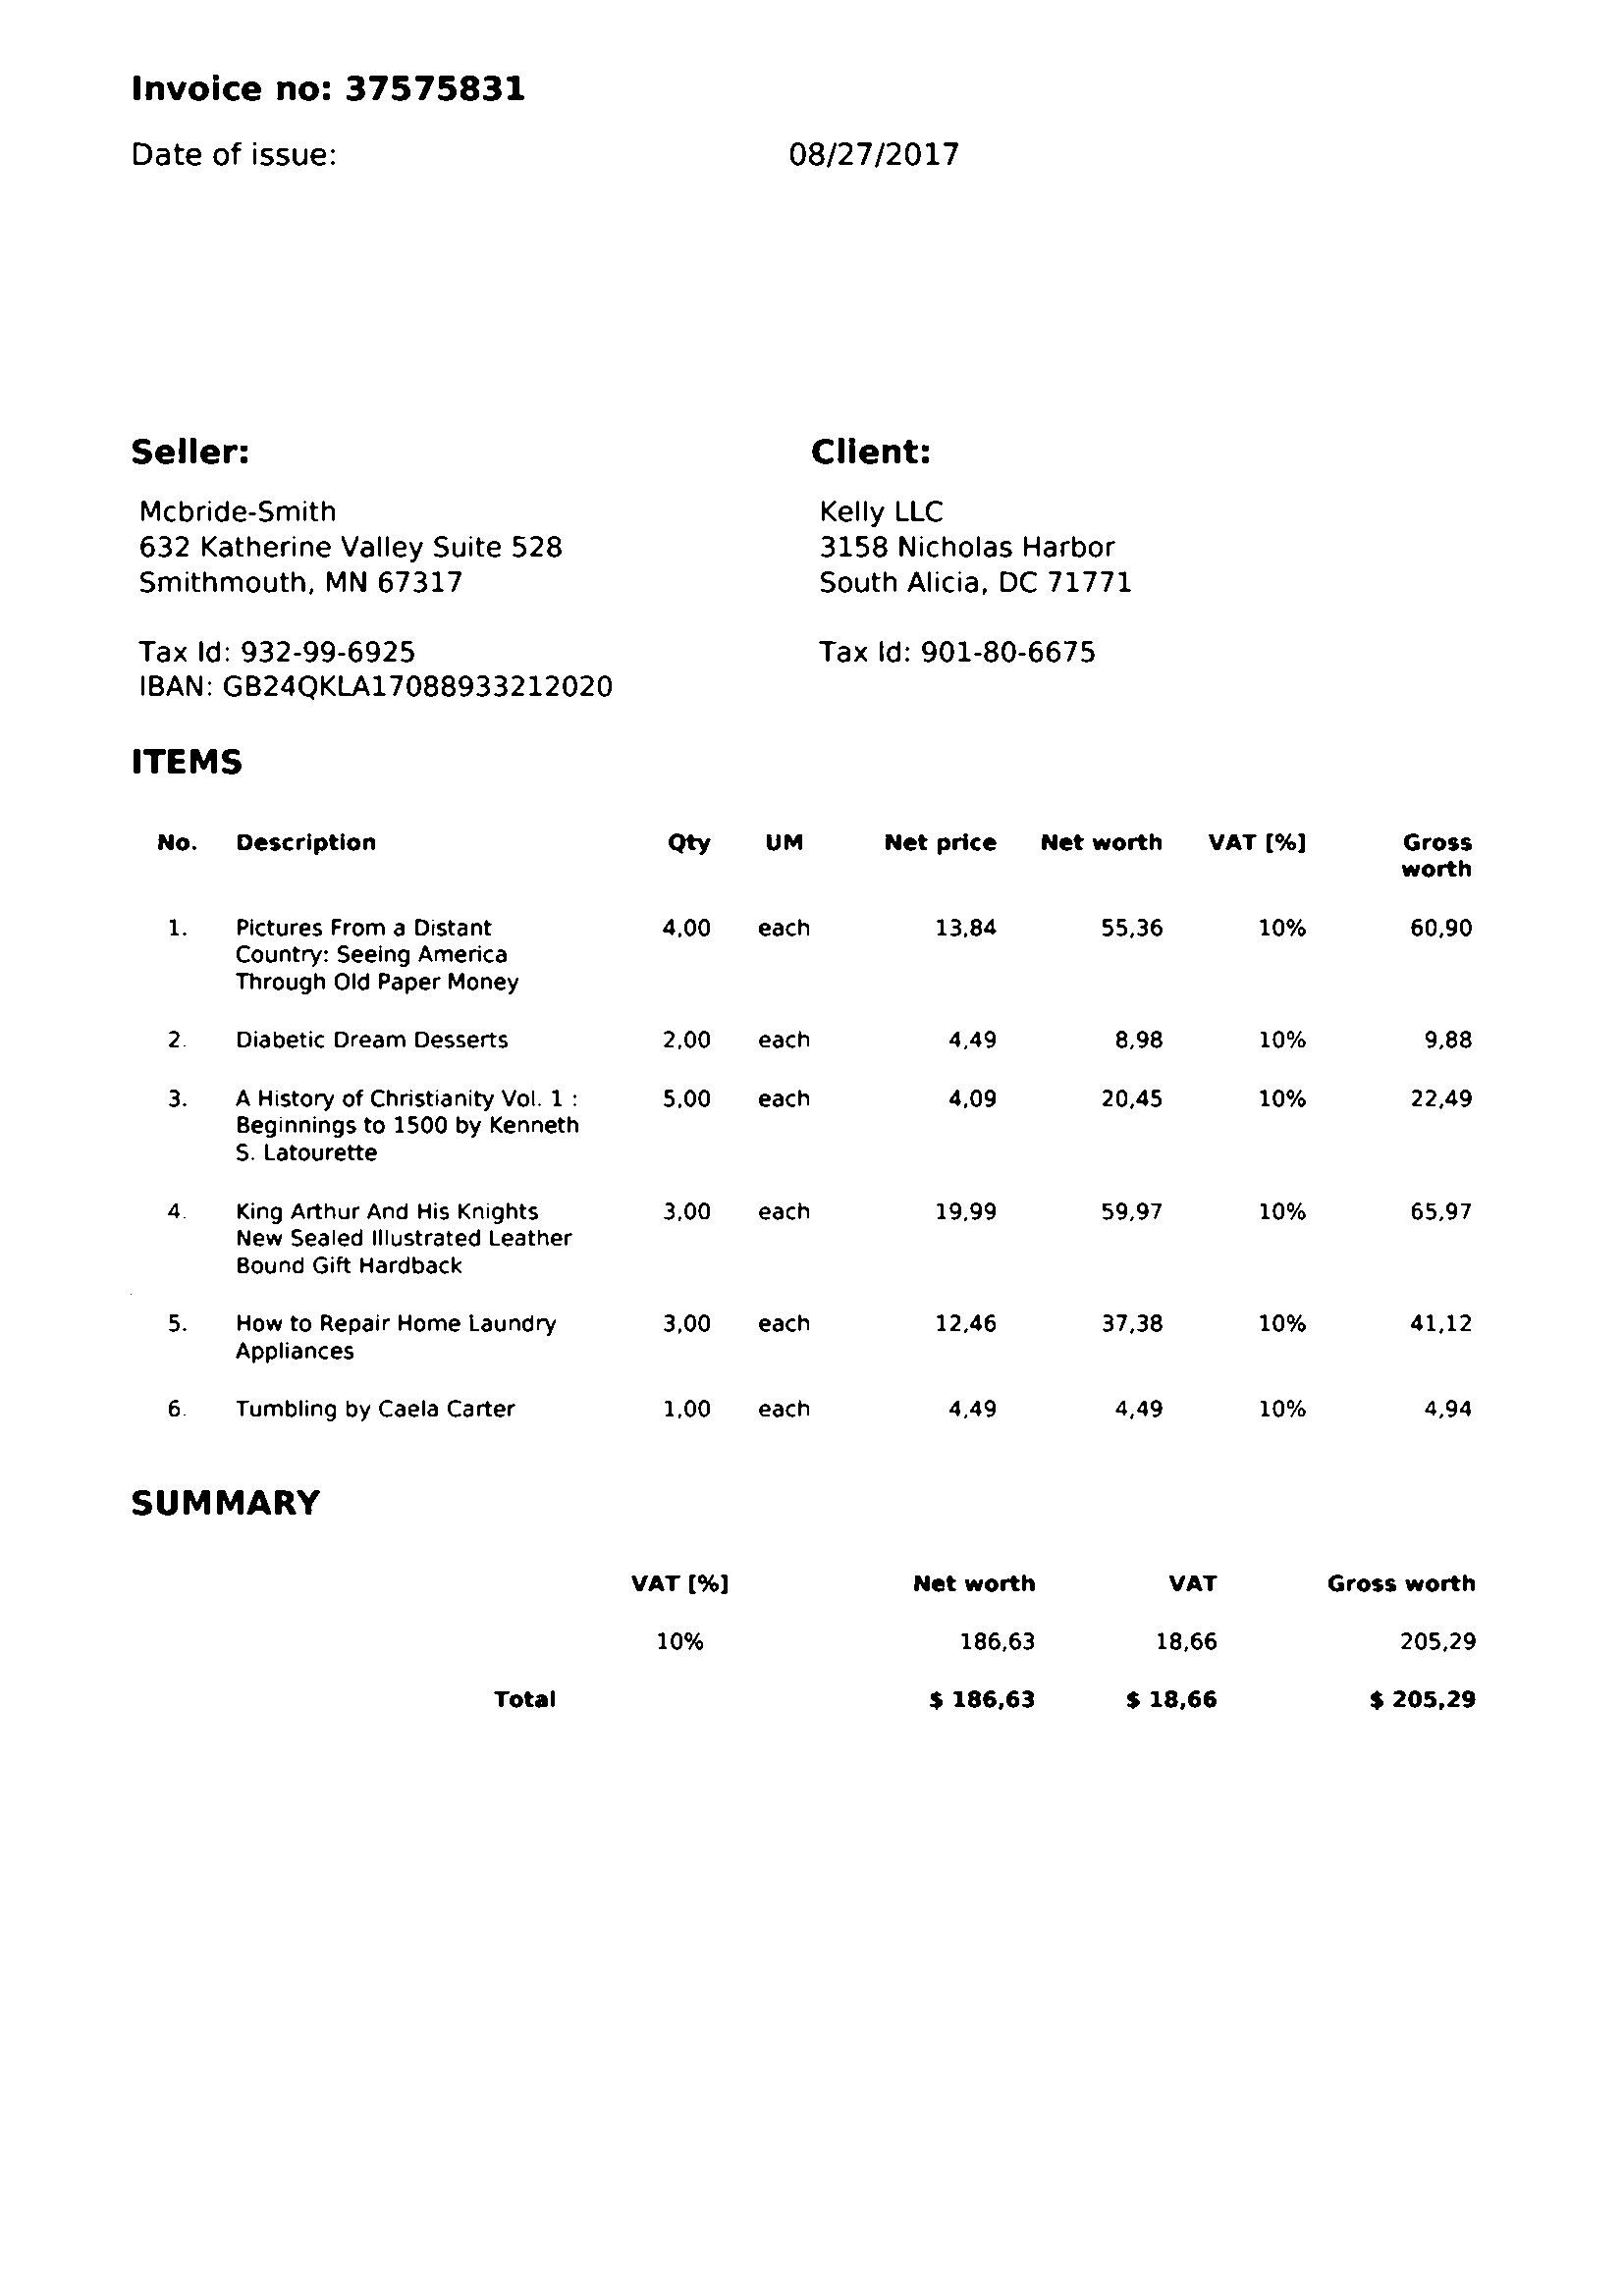 Invoice no: 37575831
Date of issue: 08/27/2017
Seller:
Mcbride-Smith
632 Katherine Valley Suite 528
Smithmouth, MN 67317
Tax Id: 932-99-6925
IBAN: GB24QKLA17088933212020
Client:
Kelly LLC
3158 Nicholas Harbor
South Alicia, DC 71771
Tax Id: 901-80-6675
ITEMS
No. Description Qty UM Net price Net worth VAT [%] Gross
worth
1. Pictures From a Distant 4,00 each 13,84 55,36 10% 60,90
Country: Seeing America
Through Old Paper Money
2. Diabetic Dream Desserts 2,00 each 4,49 8,98 10% 9,88
3. A History of Christianity Vol. 1 : 5,00 each 4,09 20,45 10% 22,49
Beginnings to 1500 by Kenneth
S. Latourette
4. King Arthur And His Knights 3,00 each 19,99 59,97 10% 65,97
New Sealed Illustrated Leather
Bound Gift Hardback
5. How to Repair Home Laundry 3,00 each 12,46 37,38 10% 41,12
Appliances
6. Tumbling by Caela Carter 1,00 each 4,49 4,49 10% 4,94
SUMMARY
VAT [%] Net worth VAT Gross worth
10% 186,63 18,66 205,29
Total $ 186,63 $ 18,66 $ 205,29